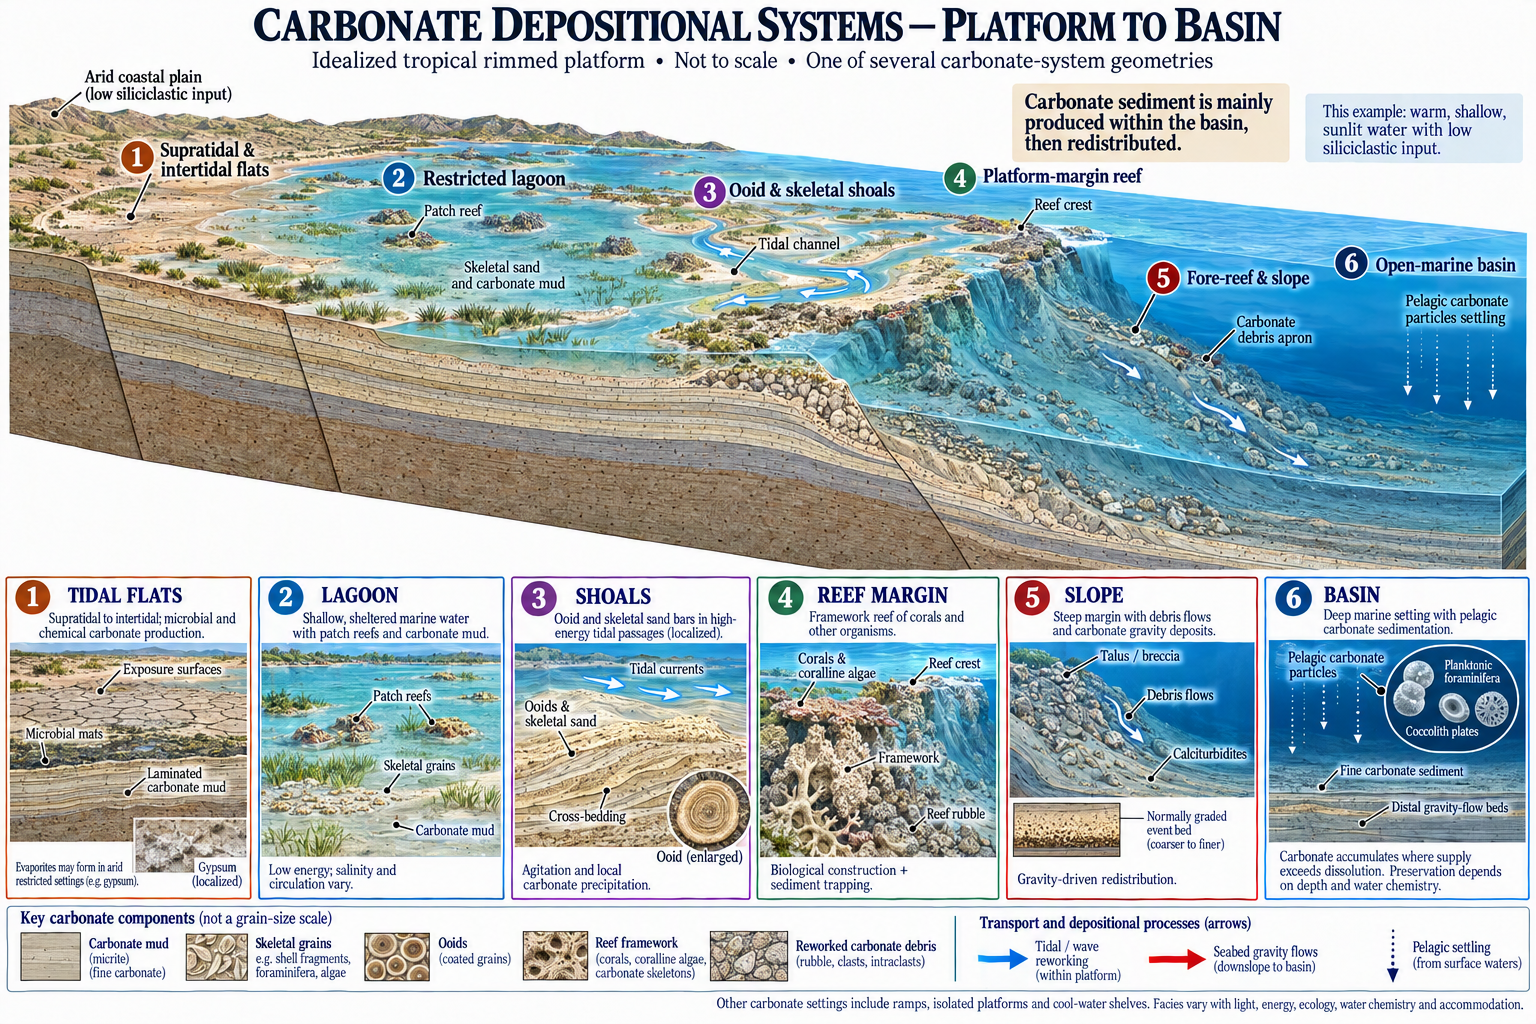 CARBONATE DEPOSITIONAL SYSTEMS — PLATFORM TO BASIN
Idealized tropical rimmed platform • Not to scale • One of several carbonate-system geometries
Arid coastal plain
(low siliciclastic input)
Carbonate sediment is mainly
produced within the basin,
then redistributed.
This example: warm, shallow,
sunlit water with low
siliciclastic input.
1
Supratidal &
intertidal flats
2
Restricted lagoon
Patch reef
Skeletal sand
and carbonate mud
3
Ooid & skeletal shoals
Tidal channel
4
Platform-margin reef
Reef crest
5
Fore-reef & slope
Carbonate
debris apron
6
Open-marine basin
Pelagic carbonate
particles settling
1
TIDAL FLATS
Supratidal to intertidal; microbial and
chemical carbonate production.
Exposure surfaces
Microbial mats
Laminated
carbonate mud
Evaporites may form in arid
restricted settings (e.g. gypsum).
Gypsum
(localized)
2
LAGOON
Shallow, sheltered marine water
with patch reefs and carbonate mud.
Patch reefs
Skeletal grains
Carbonate mud
Low energy; salinity and
circulation vary.
3
SHOALS
Ooid and skeletal sand bars in high-
energy tidal passages (localized).
Tidal currents
Ooids &
skeletal sand
Cross-bedding
Ooid (enlarged)
Agitation and local
carbonate precipitation.
4
REEF MARGIN
Framework reef of corals and
other organisms.
Corals &
coralline algae
Reef crest
Framework
Reef rubble
Biological construction +
sediment trapping.
5
SLOPE
Steep margin with debris flows
and carbonate gravity deposits.
Talus / breccia
Debris flows
Calciturbidites
Normally graded
event bed
(coarser to finer)
Gravity-driven redistribution.
6
BASIN
Deep marine setting with pelagic
carbonate sedimentation.
Pelagic carbonate
particles
Planktonic
foraminifera
Coccolith plates
Fine carbonate sediment
Distal gravity-flow beds
Carbonate accumulates where supply
exceeds dissolution. Preservation depends
on depth and water chemistry.
Key carbonate components (not a grain-size scale)
Carbonate mud
(micrite)
(fine carbonate)
Skeletal grains
e.g. shell fragments,
foraminifera, algae
Ooids
(coated grains)
Reef framework
(corals, coralline algae,
carbonate skeletons)
Reworked carbonate debris
(rubble, clasts, intraclasts)
Transport and depositional processes (arrows)
Tidal / wave
reworking
(within platform)
Seabed gravity flows
(downslope to basin)
Pelagic settling
(from surface waters)
Other carbonate settings include ramps, isolated platforms and cool-water shelves. Facies vary with light, energy, ecology, water chemistry and accommodation.